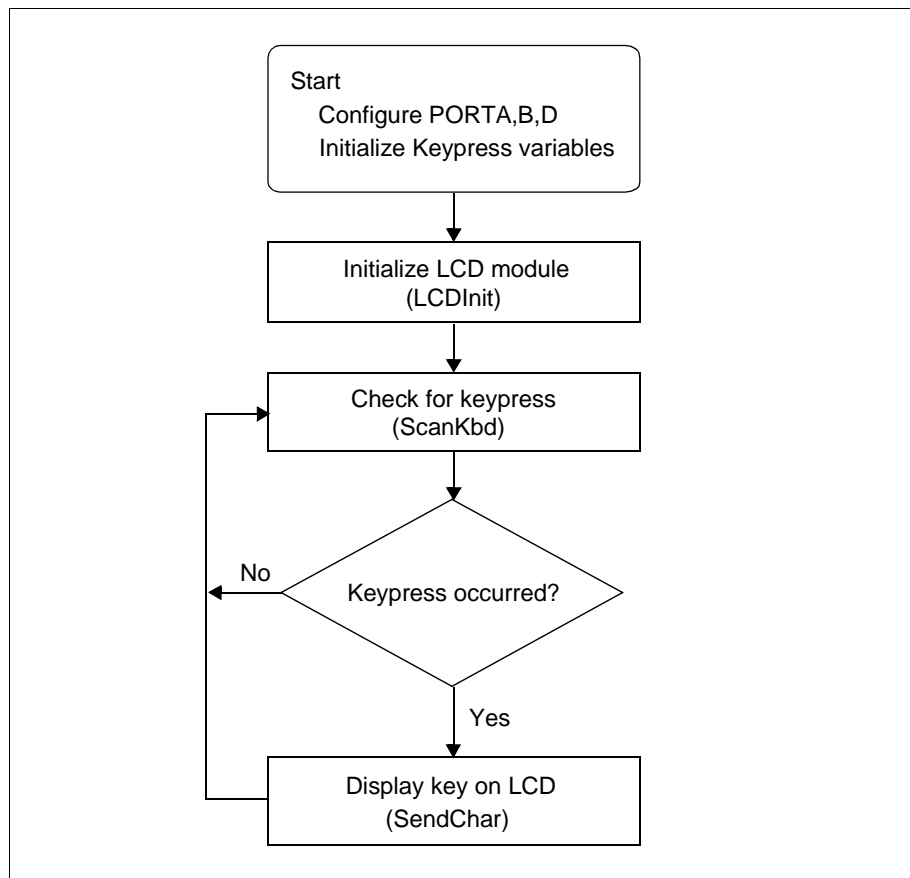 Start
Configure PORTA,B,D
Initialize Keypress variables
Initialize LCD module
(LCDInit)
Check for keypress
(ScanKbd)
Keypress occurred?
No
Yes
Display key on LCD
(SendChar)